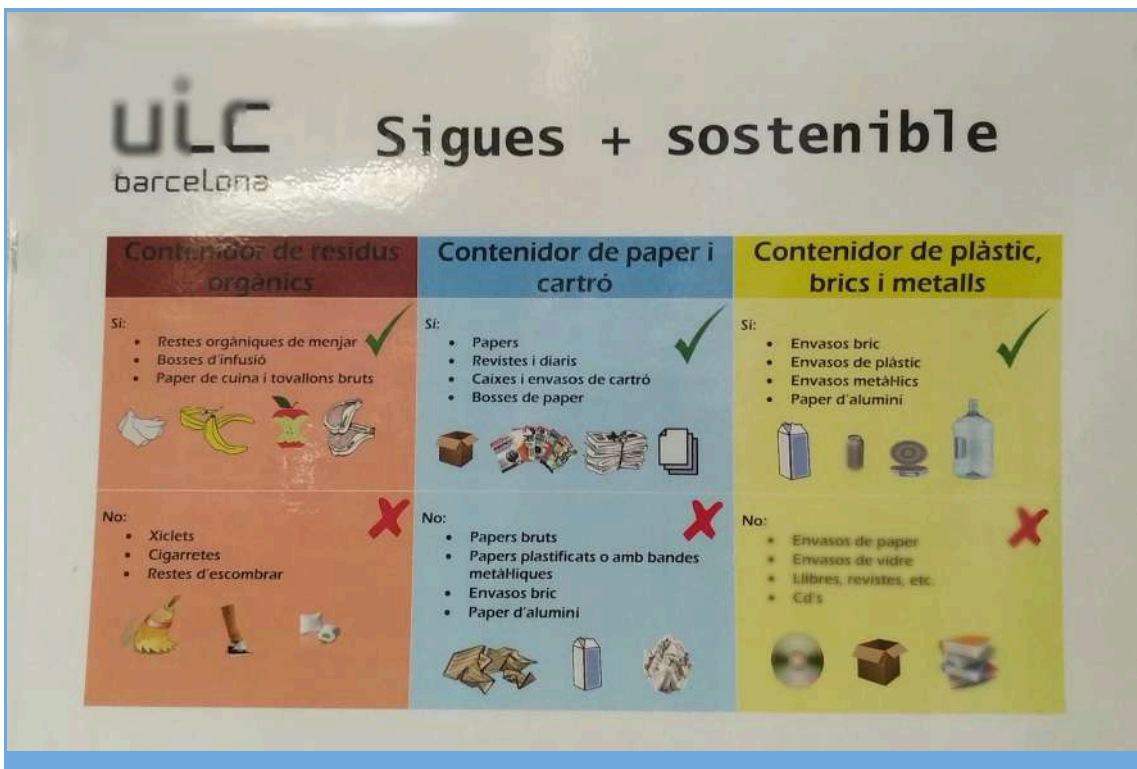 uic
barcelona
Sigues + sostenible
Contenidor de residus
orgànics
Sí:
• Restes orgàniques de menjar
• Bosses d'infusió
• Paper de cuina i tovallons bruts
No:
• Xiclets
• Cigarretes
• Restes d'escombrar
Contenidor de paper i
cartró
Sí:
• Papers
• Revistes i diaris
• Caixes i envasos de cartró
• Bosses de paper
No:
• Papers bruts
• Papers plastificats o amb bandes
metàl·liques
• Envasos bric
• Paper d'alumini
Contenidor de plàstic,
brics i metalls
Sí:
• Envasos bric
• Envasos de plàstic
• Envasos metàl·lics
• Paper d'alumini
No:
• Envasos de paper
• Envasos de vidre
• Llibres, revistes, etc.
• Cd's